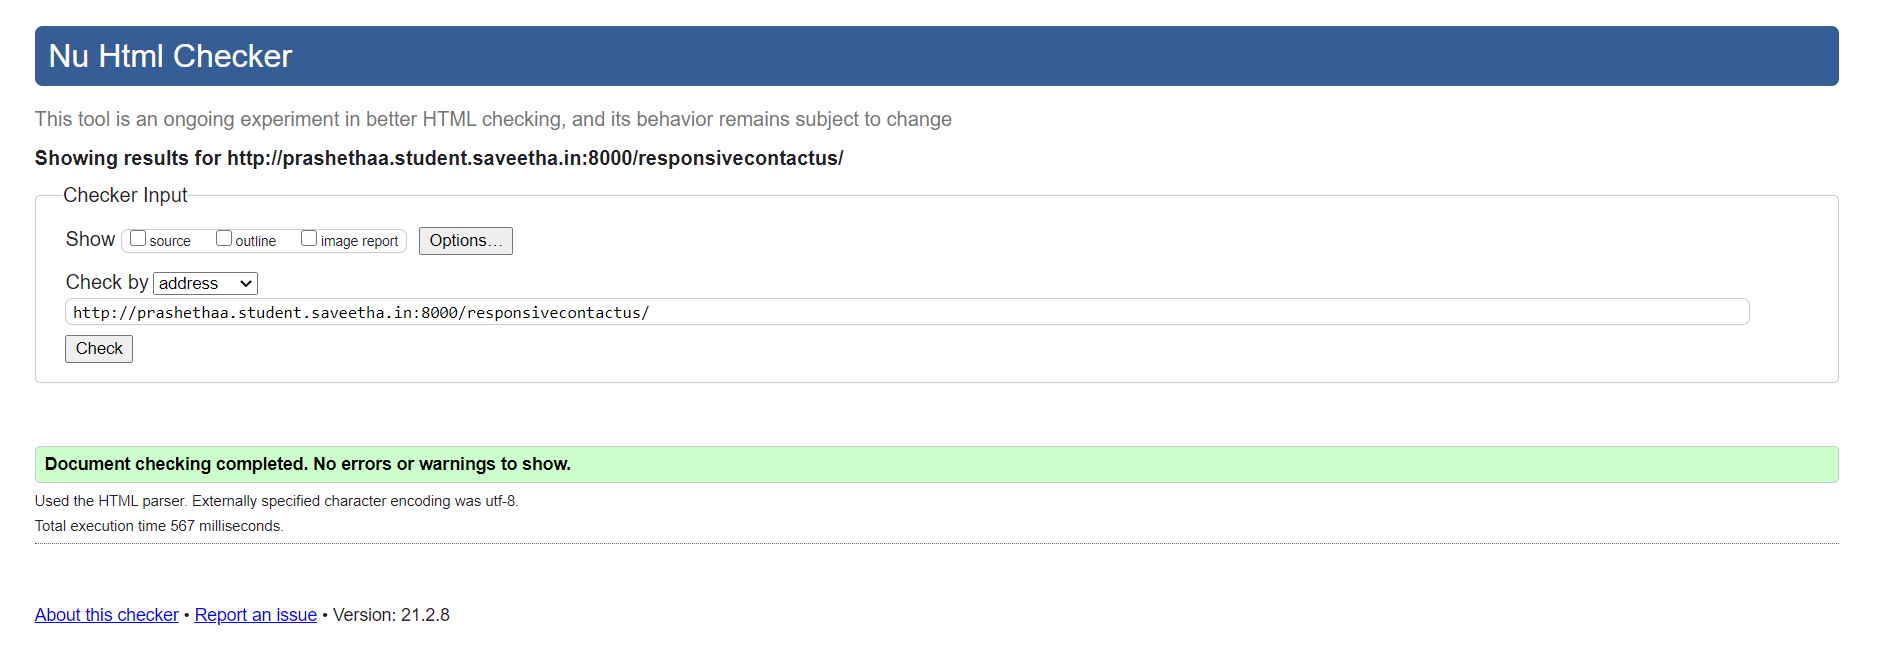 Nu Html Checker
This tool is an ongoing experiment in better HTML checking, and its behavior remains subject to change
Showing results for http://prashethaa.student.saveetha.in:8000/responsivecontactus/
Checker Input
Show source outline image report Options...
Check by address
http://prashethaa.student.saveetha.in:8000/responsivecontactus/
Check
Document checking completed. No errors or warnings to show.
Used the HTML parser. Externally specified character encoding was utf-8.
Total execution time 567 milliseconds.
About this checker • Report an issue • Version: 21.2.8